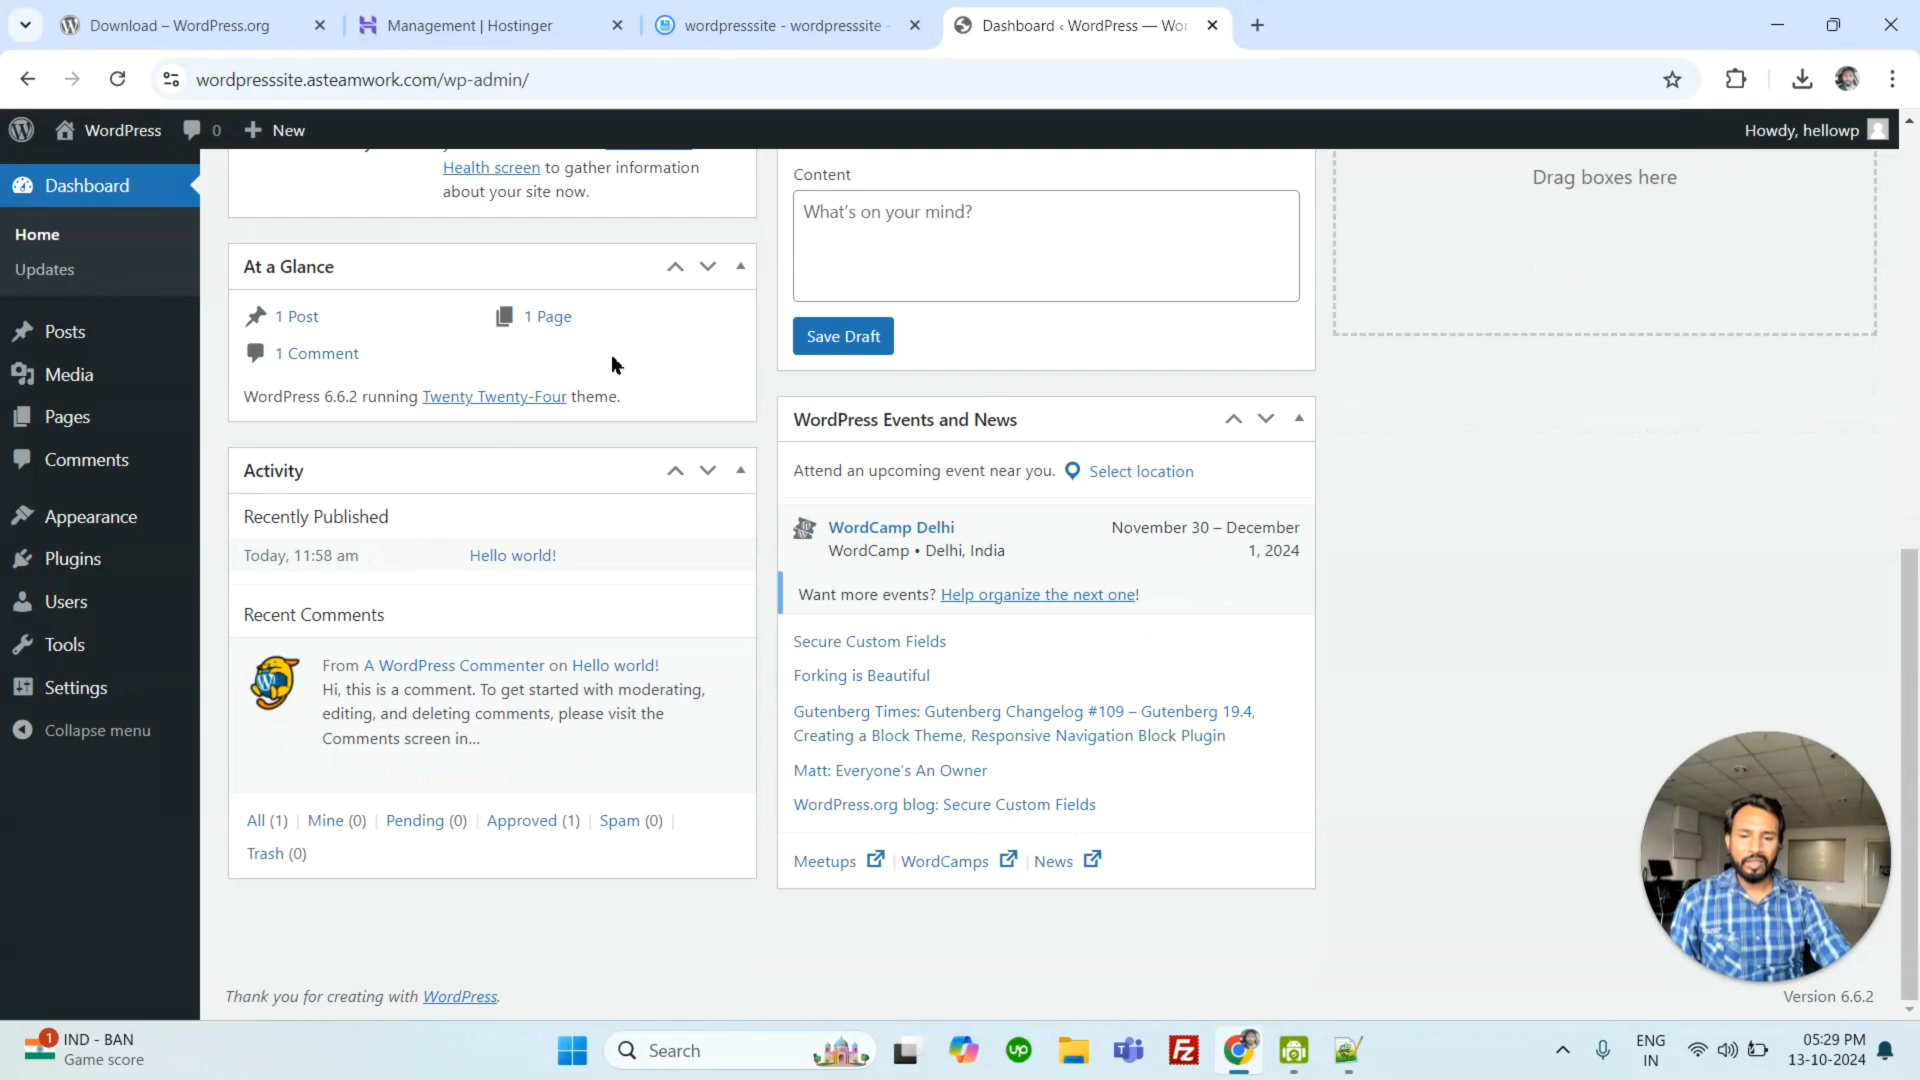 Download – WordPress.org
Management | Hostinger
wordpresssite - wordpresssite -
Dashboard ‹ WordPress — Wor
wordpresssite.asteamwork.com/wp-admin/
WordPress
0
New
Howdy, hellowp
Dashboard
Home
Updates
Posts
Media
Pages
Comments
Appearance
Plugins
Users
Tools
Settings
Collapse menu
Health screen to gather information
about your site now.
At a Glance
1 Post
1 Page
1 Comment
WordPress 6.6.2 running Twenty Twenty-Four theme.
Activity
Recently Published
Today, 11:58 am
Hello world!
Recent Comments
From A WordPress Commenter on Hello world!
Hi, this is a comment. To get started with moderating,
editing, and deleting comments, please visit the
Comments screen in...
All (1) | Mine (0) | Pending (0) | Approved (1) | Spam (0) |
Trash (0)
Content
What's on your mind?
Save Draft
WordPress Events and News
Attend an upcoming event near you. Select location
WordCamp Delhi
WordCamp • Delhi, India
November 30 – December
1, 2024
Want more events? Help organize the next one!
Secure Custom Fields
Forking is Beautiful
Gutenberg Times: Gutenberg Changelog #109 – Gutenberg 19.4,
Creating a Block Theme, Responsive Navigation Block Plugin
Matt: Everyone's An Owner
WordPress.org blog: Secure Custom Fields
Meetups | WordCamps | News
Drag boxes here
Thank you for creating with WordPress.
Version 6.6.2
1
IND - BAN
Game score
Search
up
Fz
ENG
IN
05:29 PM
13-10-2024